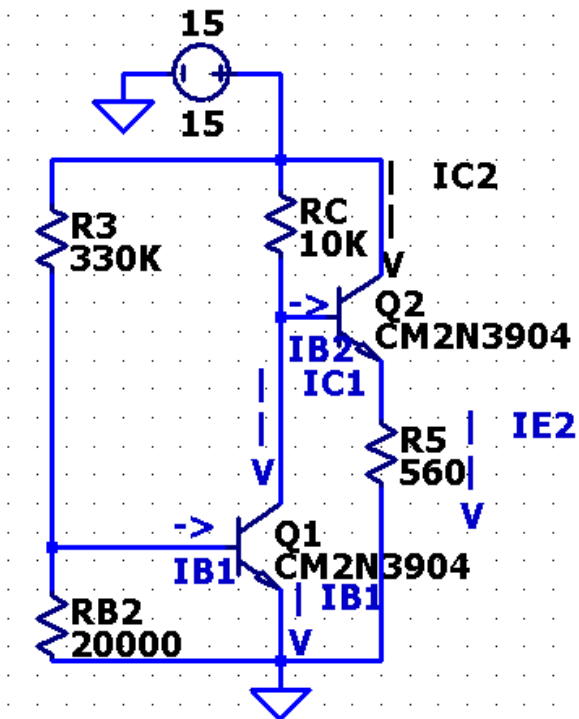 15
15
IC2
R3
330K
RC
10K
V
->
Q2
CM2N3904
IB2
IC1
IE2
R5
560
V
V
->
Q1
CM2N3904
IB1
IB1
V
RB2
20000